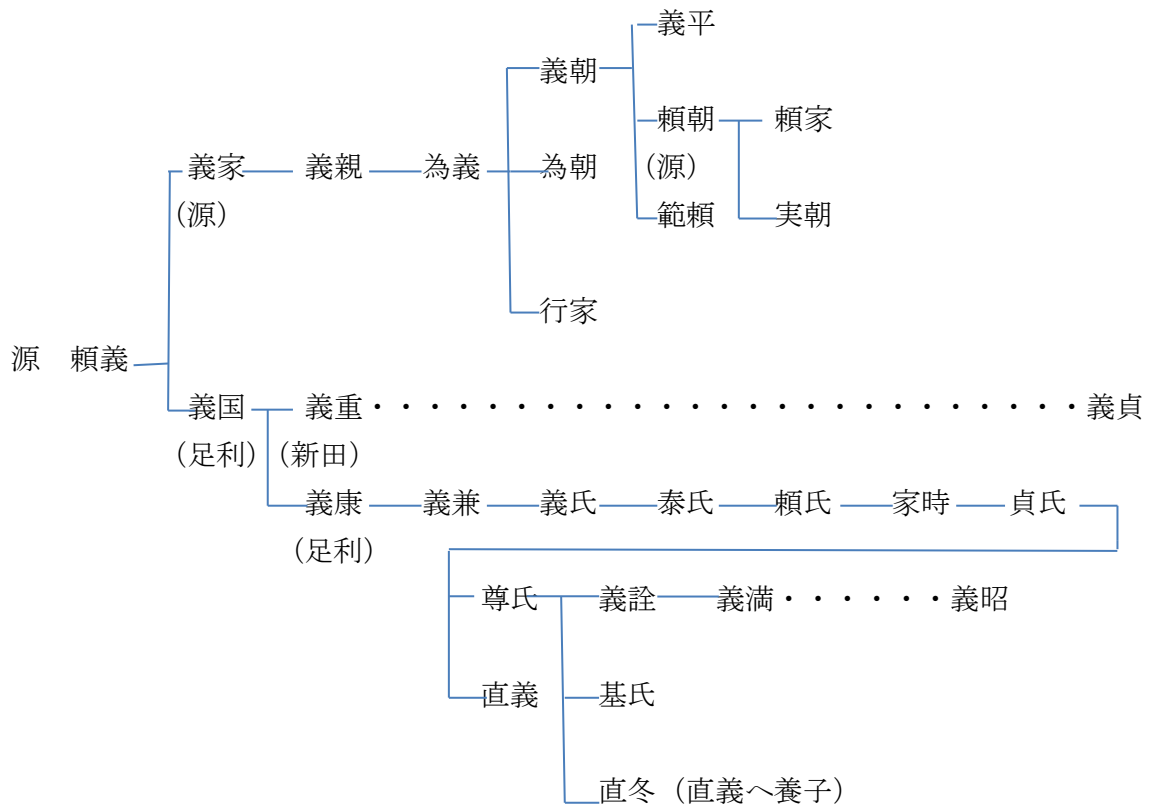 義平
義朝
頼朝 頼家
義家 義親 為義 為朝 (源)
(源) 範頼 実朝
行家
源 頼義
義国 義重・・・・・・・・・・・・・・・・・・・・・・・・・義貞
(足利) (新田)
義康 義兼 義氏 泰氏 頼氏 家時 貞氏
(足利)
尊氏 義詮 義満・・・・・・義昭
直義 基氏
直冬(直義へ養子)